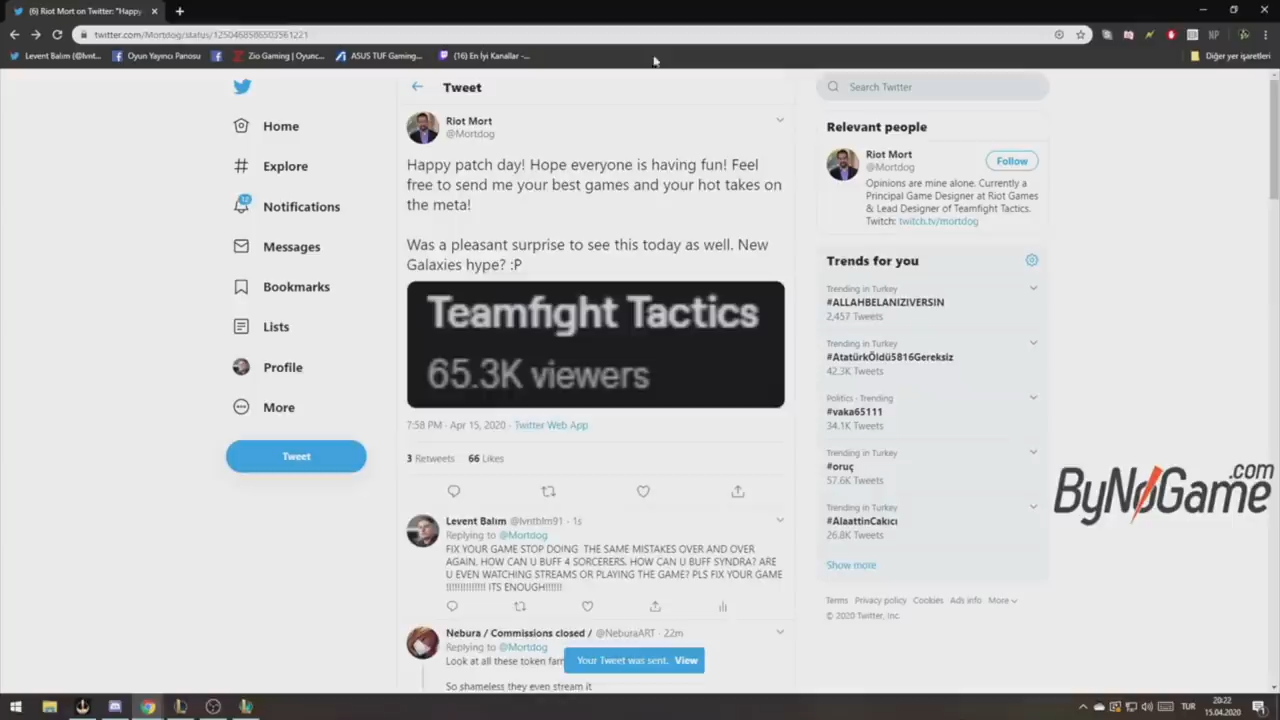 (6) Riot Mort on Twitter: "Happy
twitter.com/Mortdog/status/1250468586503561221
Levent Balım (@lvnt...
Oyun Yayıncı Panosu
Zio Gaming | Oyunc...
ASUS TUF Gaming...
(16) En İyi Kanallar -...
Diğer yer işaretleri
Home
Explore
12
Notifications
Messages
Bookmarks
Lists
Profile
More
Tweet
Tweet
Riot Mort
@Mortdog
Happy patch day! Hope everyone is having fun! Feel
free to send me your best games and your hot takes on
the meta!
Was a pleasant surprise to see this today as well. New
Galaxies hype? :P
Teamfight Tactics
65.3K viewers
7:58 PM · Apr 15, 2020 · Twitter Web App
3 Retweets 66 Likes
Levent Balım @lvntblm91 · 1s
Replying to @Mortdog
FIX YOUR GAME STOP DOING THE SAME MISTAKES OVER AND OVER
AGAIN, HOW CAN U BUFF 4 SORCERERS, HOW CAN U BUFF SYNDRA? ARE
U EVEN WATCHING STREAMS OR PLAYING THE GAME? PLS FIX YOUR GAME
!!!!!!!!!!!!!!! ITS ENOUGH!!!!!!
Nebura / Commissions closed / @NeburaART · 22m
Replying to @Mortdog
Look at all these token farm
So shameless they even stream it
Your Tweet was sent. View
Search Twitter
Relevant people
Riot Mort
@Mortdog
Follow
Opinions are mine alone. Currently a
Principal Game Designer at Riot Games
& Lead Designer of Teamfight Tactics.
Twitch: twitch.tv/mortdog
Trends for you
Trending in Turkey
#ALLAHBELANIZIVERSIN
2,457 Tweets
Trending in Turkey
#AtatürkÖldü5816Gereksiz
42.3K Tweets
Politics · Trending
#vaka65111
34.1K Tweets
Trending in Turkey
#oruç
57.6K Tweets
Trending in Turkey
#AlaattinCakıcı
26.8K Tweets
Show more
Terms Privacy policy Cookies Ads info More
© 2020 Twitter, Inc.
ByNoGame.com
TUR
20:22
15.04.2020